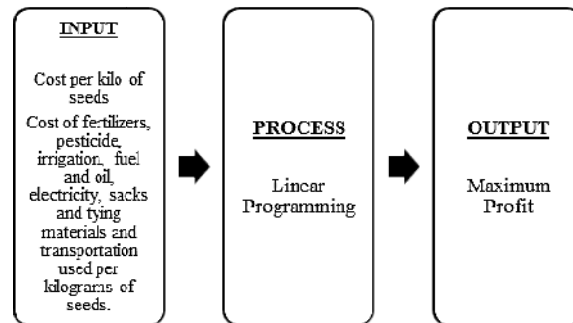 INPUT
Cost per kilo of
seeds
Cost of fertilizers,
pesticide,
irrigation, fuel
and oil,
electricity, sacks
and tying
materials and
transportation
used per
kilograms of
seeds.
PROCESS
Linear
Programming
OUTPUT
Maximum
Profit